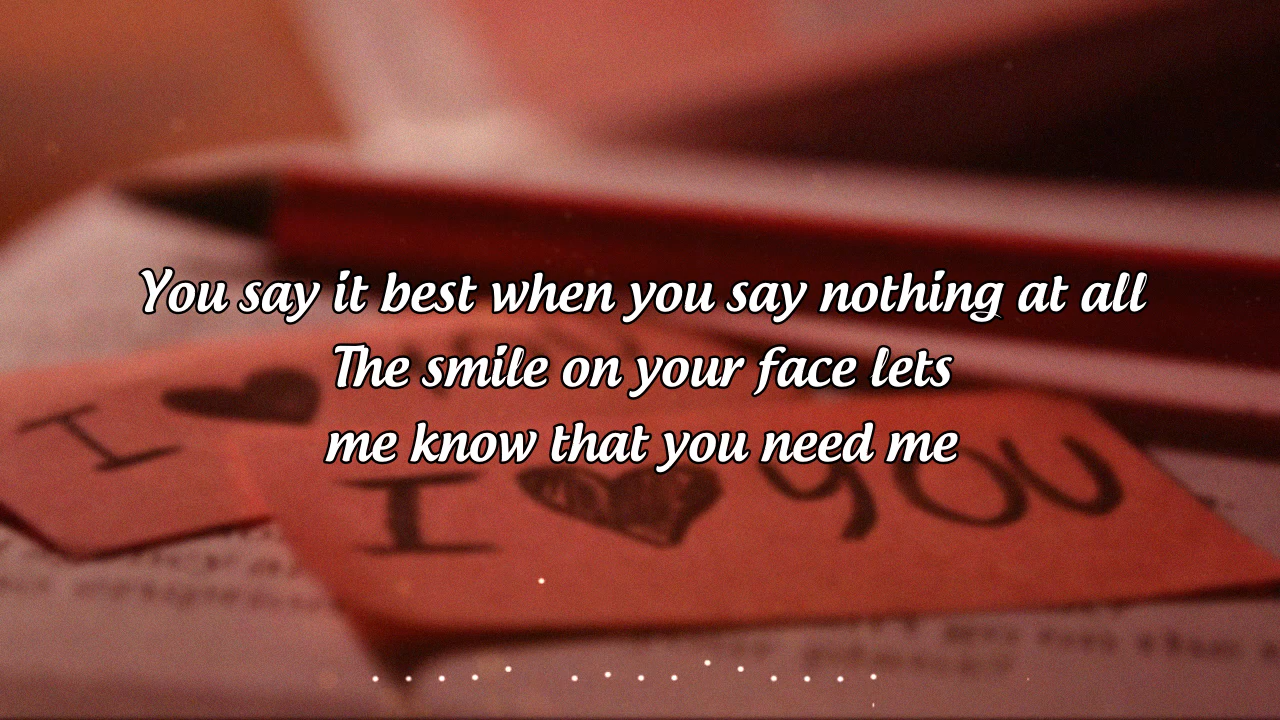 You say it best when you say nothing at all
The smile on your face lets
me know that you need me
I ♥
I ♥ YOU